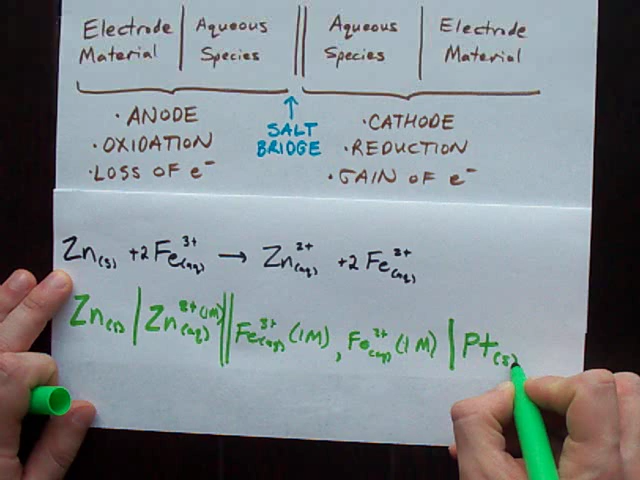 Electrode Material | Aqueous Species || Aqueous Species | Electrode Material
• ANODE
• OXIDATION
• LOSS OF e⁻
↑
SALT BRIDGE
• CATHODE
• REDUCTION
• GAIN OF e⁻
Zn(s) + 2Fe³⁺(aq) → Zn²⁺(aq) + 2Fe²⁺(aq)
Zn(s) | Zn²⁺(aq) (1M) || Fe³⁺(aq) (1M), Fe³⁺(aq) (1M) | Pt(s)